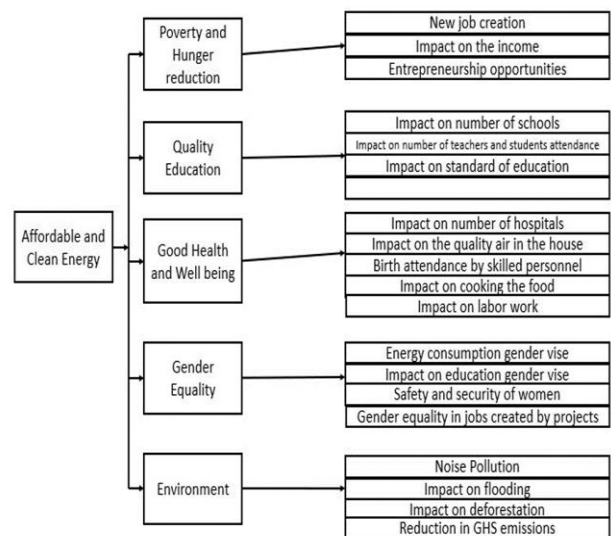 Affordable and
Clean Energy
Poverty and
Hunger
reduction
New job creation
Impact on the income
Entrepreneurship opportunities
Quality
Education
Impact on number of schools
Impact on number of teachers and students attendance
Impact on standard of education
Good Health
and Well being
Impact on number of hospitals
Impact on the quality air in the house
Birth attendance by skilled personnel
Impact on cooking the food
Impact on labor work
Gender
Equality
Energy consumption gender vise
Impact on education gender vise
Safety and security of women
Gender equality in jobs created by projects
Environment
Noise Pollution
Impact on flooding
Impact on deforestation
Reduction in GHS emissions